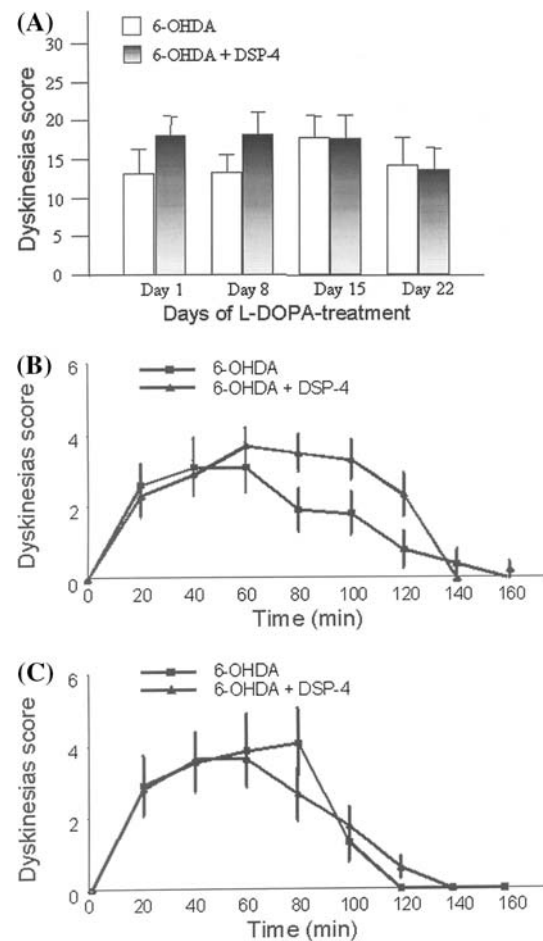 (A)
6-OHDA
6-OHDA + DSP-4
Dyskinesias score
30
25
20
15
10
5
0
Day 1 Day 8 Day 15 Day 22
Days of L-DOPA-treatment
(B)
6-OHDA
6-OHDA + DSP-4
Dyskinesias score
6
4
2
0
0 20 40 60 80 100 120 140 160
Time (min)
(C)
6-OHDA
6-OHDA + DSP-4
Dyskinesias score
6
4
2
0
0 20 40 60 80 100 120 140 160
Time (min)